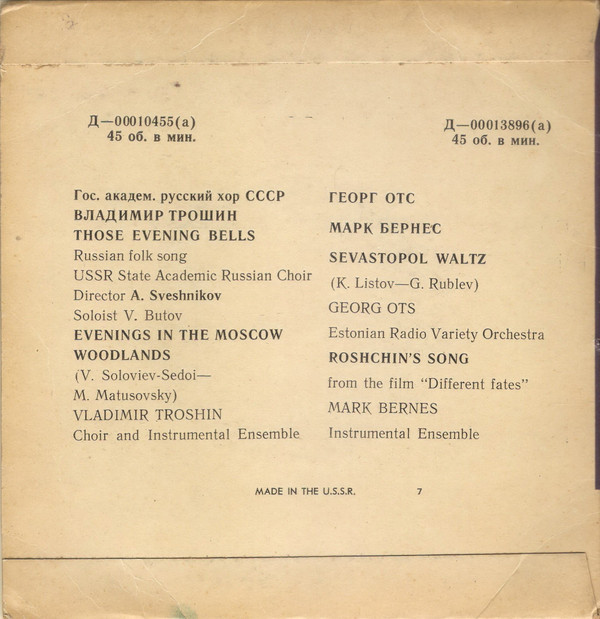 Д—00010455(а)
45 об. в мин.
Гос. академ. русский хор СССР
ВЛАДИМИР ТРОШИН
THOSE EVENING BELLS
Russian folk song
USSR State Academic Russian Choir
Director A. Sveshnikov
Soloist V. Butov
EVENINGS IN THE MOSCOW
WOODLANDS
(V. Soloviev-Sedoi—
M. Matusovsky)
VLADIMIR TROSHIN
Choir and Instrumental Ensemble
Д—00013896(а)
45 об. в мин.
ГЕОРГ ОТС
МАРК БЕРНЕС
SEVASTOPOL WALTZ
(K. Listov—G. Rublev)
GEORG OTS
Estonian Radio Variety Orchestra
ROSHCHIN'S SONG
from the film “Different fates”
MARK BERNES
Instrumental Ensemble
MADE IN THE U.S.S.R. 7